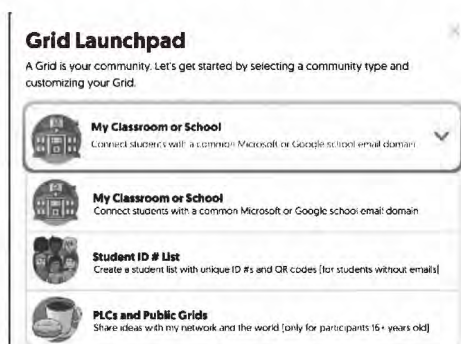 Grid Launchpad
A Grid is your community. Let's get started by selecting a community type and
customizing your Grid.
My Classroom or School
Connect students with a common Microsoft or Google school email domain
My Classroom or School
Connect students with a common Microsoft or Google school email domain
Student ID # List
Create a student list with unique ID #s and QR codes [for students without emails]
PLCs and Public Grids
Share ideas with my network and the world [only for participants 16+ years old]